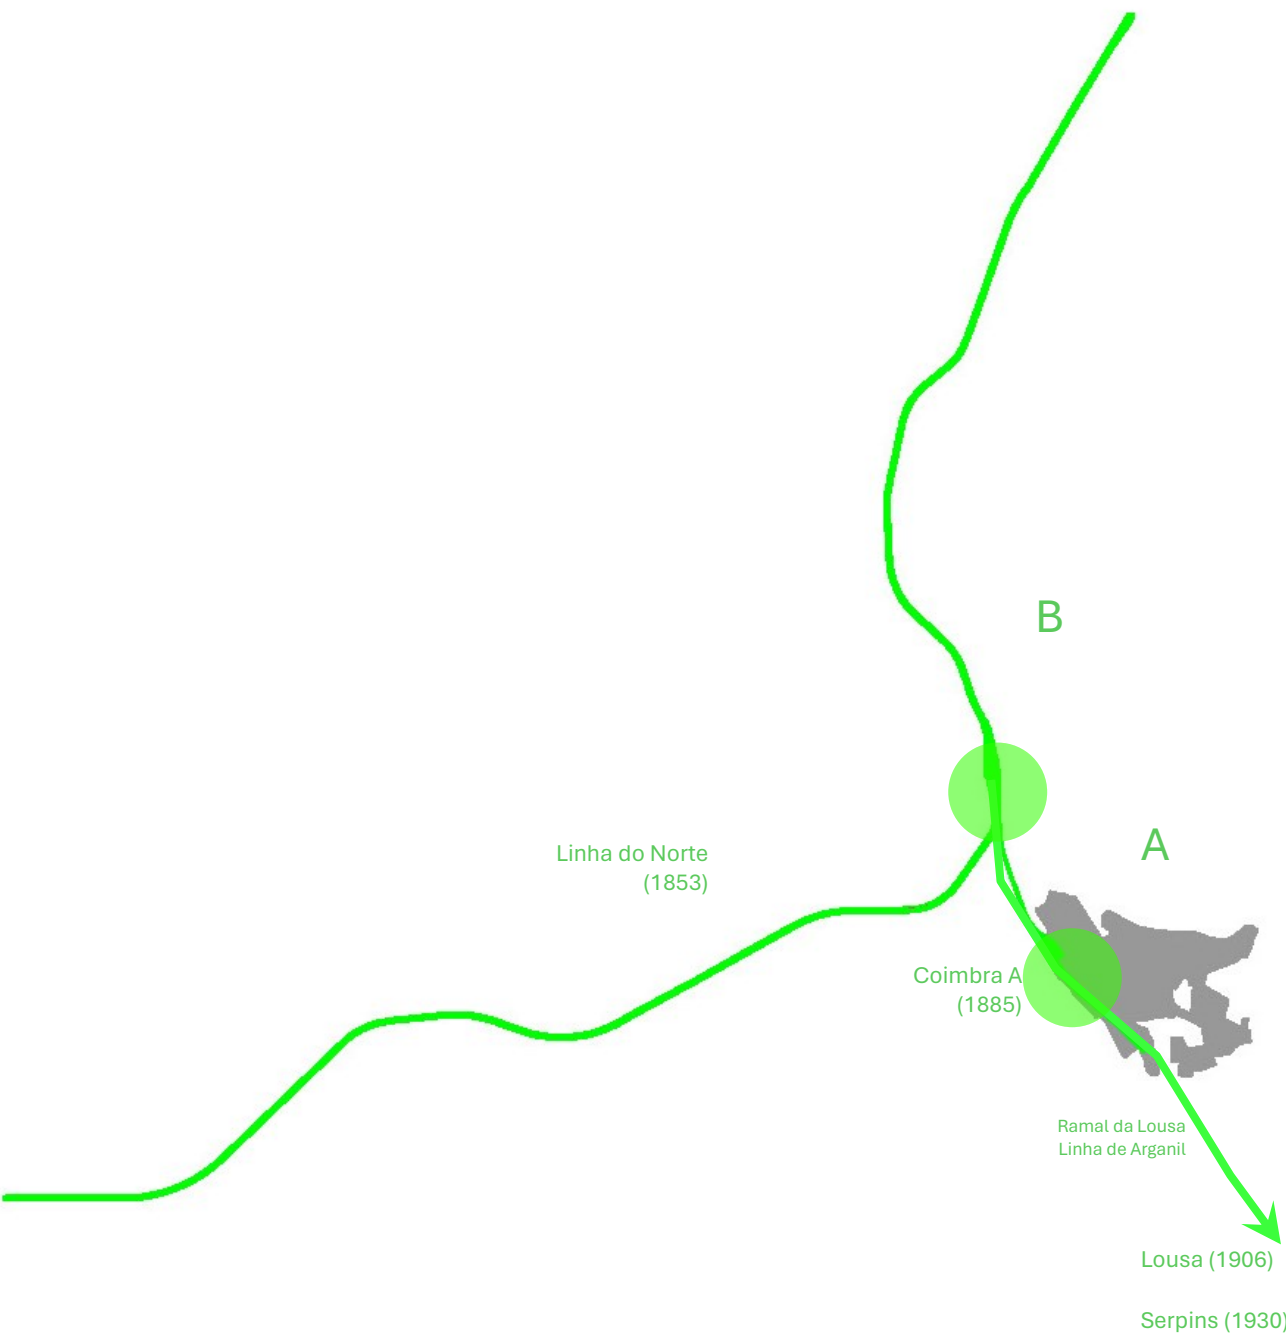 B
A
Linha do Norte
(1853)
Coimbra A
(1885)
Ramal da Lousa
Linha de Arganil
Lousa (1906)
Serpins (1930)